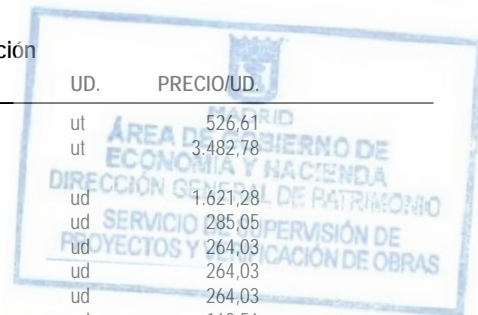 ción
UD. PRECIO/UD.
MADRID
ut 526,61
ÁREA DE GOBIERNO DE
ut 3.482,78
ECONOMÍA Y HACIENDA
DIRECCIÓN GENERAL DE PATRIMONIO
ud 1.621,28
ud 285,05
SERVICIO DE SUPERVISIÓN DE
ud 264,03
PROYECTOS Y DE OBRAS
ud 264,03
ud 264,03